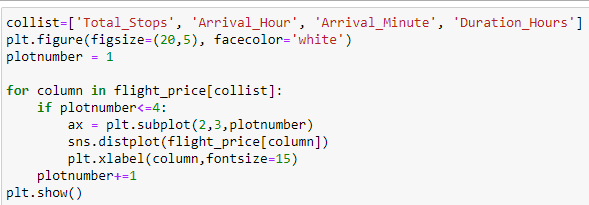 collist=['Total_Stops', 'Arrival_Hour', 'Arrival_Minute', 'Duration_Hours']
plt.figure(figsize=(20,5), facecolor='white')
plotnumber = 1

for column in flight_price[collist]:
    if plotnumber<=4:
        ax = plt.subplot(2,3,plotnumber)
        sns.distplot(flight_price[column])
        plt.xlabel(column,fontsize=15)
    plotnumber+=1
plt.show()